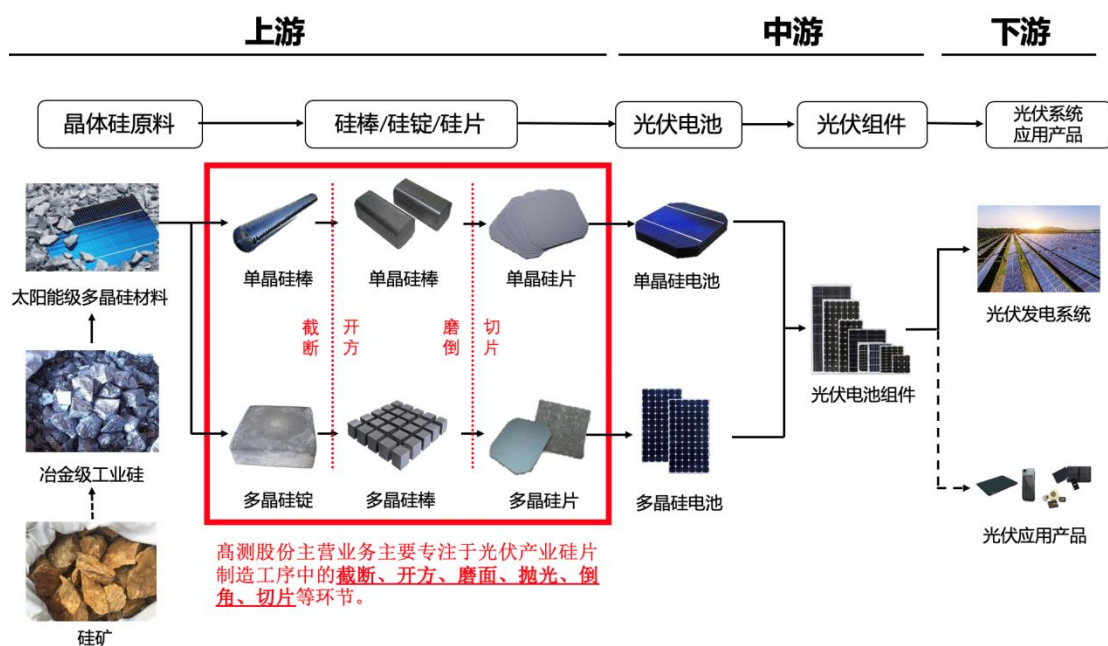 上游
中游
下游
晶体硅原料
硅棒/硅锭/硅片
光伏电池
光伏组件
光伏系统
应用产品
太阳能级多晶硅材料
单晶硅棒
单晶硅棒
单晶硅片
单晶硅电池
光伏发电系统
截断
开方
磨倒
切片
光伏电池组件
冶金级工业硅
多晶硅锭
多晶硅棒
多晶硅片
多晶硅电池
光伏应用产品
高测股份主营业务主要专注于光伏产业硅片
制造工序中的截断、开方、磨面、抛光、倒
角、切片等环节。
硅矿